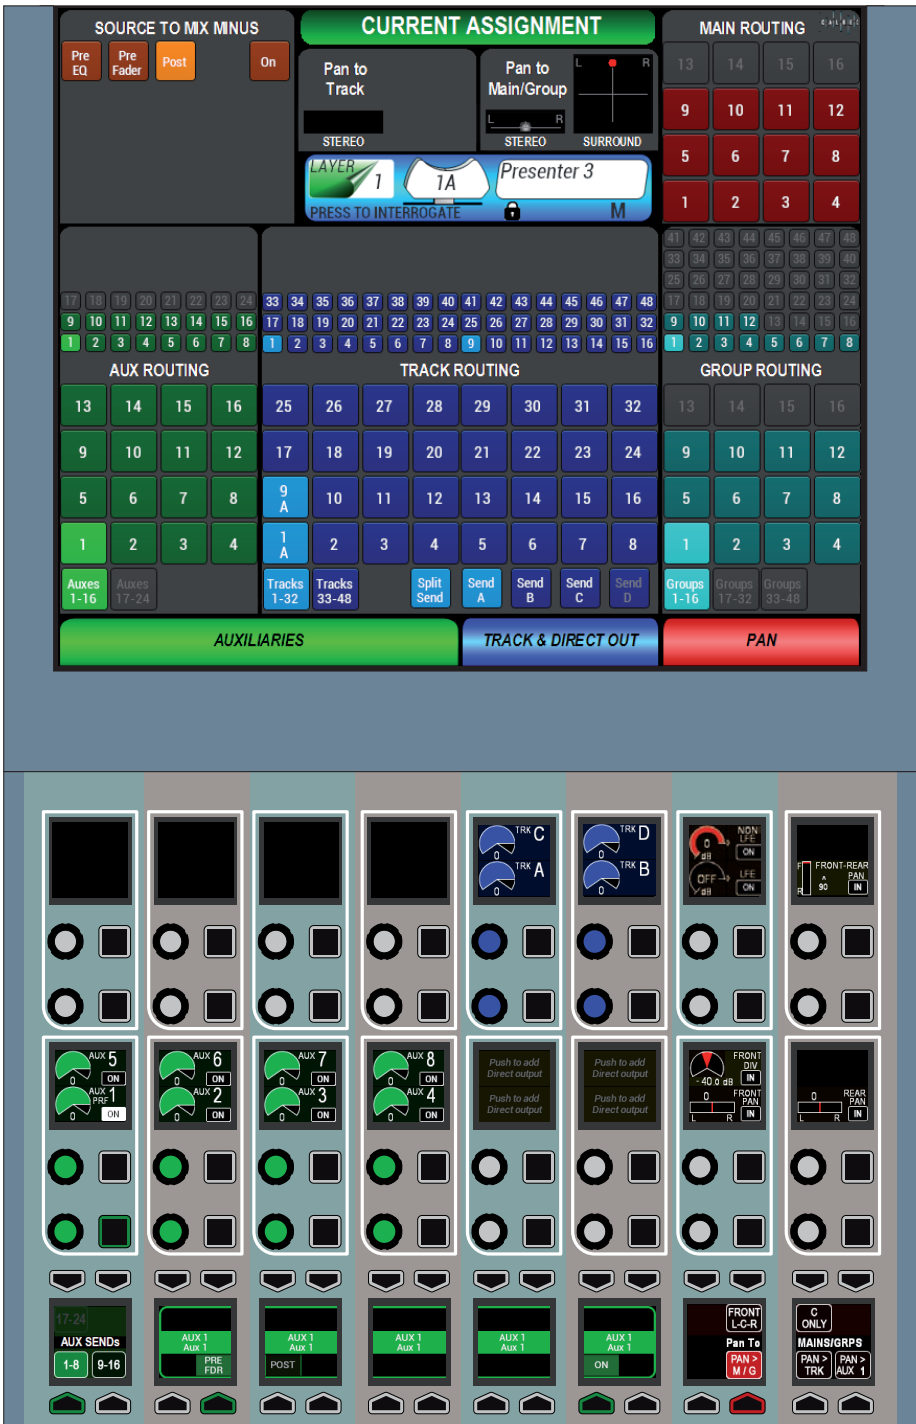 SOURCE TO MIX MINUS
Pre EQ
Pre Fader
Post
On
CURRENT ASSIGNMENT
Pan to Track
STEREO
Pan to Main/Group
L R
STEREO
L R
SURROUND
LAYER 1
1A
Presenter 3
PRESS TO INTERROGATE
M
MAIN ROUTING
CALREC
13 14 15 16
9 10 11 12
5 6 7 8
1 2 3 4
17 18 19 20 21 22 23 24
9 10 11 12 13 14 15 16
1 2 3 4 5 6 7 8
AUX ROUTING
13 14 15 16
9 10 11 12
5 6 7 8
1 2 3 4
Auxes 1-16
Auxes 17-24
33 34 35 36 37 38 39 40 41 42 43 44 45 46 47 48
17 18 19 20 21 22 23 24 25 26 27 28 29 30 31 32
1 2 3 4 5 6 7 8 9 10 11 12 13 14 15 16
TRACK ROUTING
25 26 27 28 29 30 31 32
17 18 19 20 21 22 23 24
9 A 10 11 12 13 14 15 16
1 A 2 3 4 5 6 7 8
Tracks 1-32
Tracks 33-48
Split Send
Send A
Send B
Send C
Send D
41 42 43 44 45 46 47 48
33 34 35 36 37 38 39 40
25 26 27 28 29 30 31 32
17 18 19 20 21 22 23 24
9 10 11 12 13 14 15 16
1 2 3 4 5 6 7 8
GROUP ROUTING
13 14 15 16
9 10 11 12
5 6 7 8
1 2 3 4
Groups 1-16
Groups 17-32
Groups 33-48
AUXILIARIES
TRACK & DIRECT OUT
PAN
TRK C
0
TRK A
0
TRK D
0
TRK B
0
NON LFE
0 dB
ON
LFE
OFF dB
ON
F FRONT-REAR
PAN
^ 90
IN
R
AUX 5
0 ON
AUX PRF 1
0 ON
AUX 6
0 ON
AUX 2
0 ON
AUX 7
0 ON
AUX 3
0 ON
AUX 8
0 ON
AUX 4
0 ON
Push to add
Direct output
Push to add
Direct output
Push to add
Direct output
Push to add
Direct output
FRONT DIV
- 40.0 dB
IN
0
FRONT PAN
L R
IN
0
REAR PAN
L R
IN
17-24
AUX SENDs
1-8 9-16
AUX 1
Aux 1
PRE FDR
AUX 1
Aux 1
POST
AUX 1
Aux 1
AUX 1
Aux 1
AUX 1
Aux 1
ON
FRONT L-C-R
Pan To
PAN > M / G
C ONLY
MAINS/GRPS
PAN > TRK
PAN > AUX 1